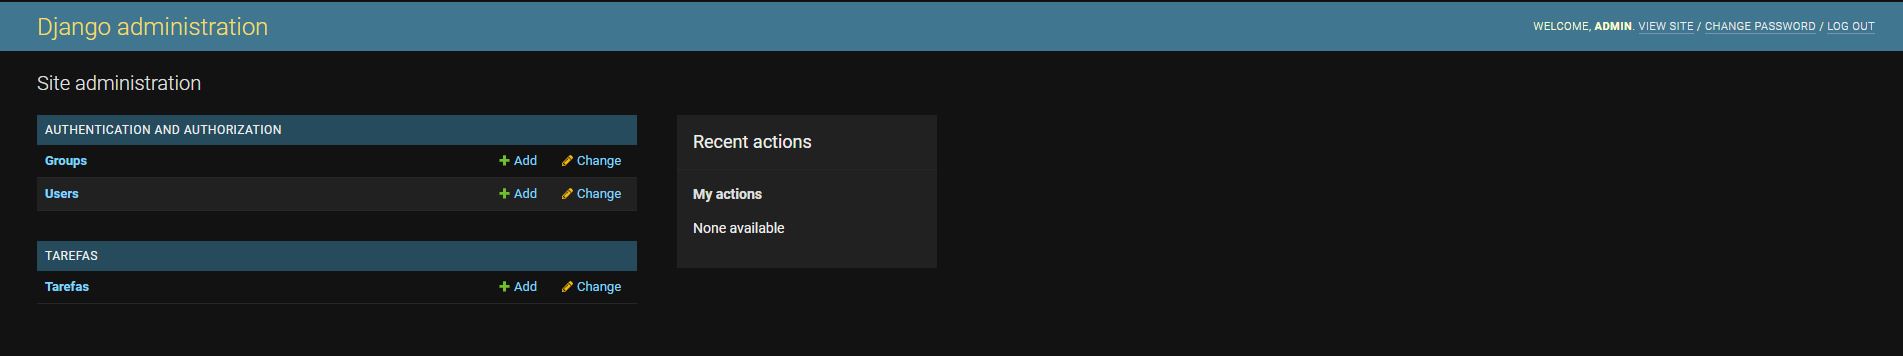 Django administration
WELCOME, ADMIN. VIEW SITE / CHANGE PASSWORD / LOG OUT
Site administration
AUTHENTICATION AND AUTHORIZATION
Groups Add Change
Users Add Change
TAREFAS
Tarefas Add Change
Recent actions
My actions
None available